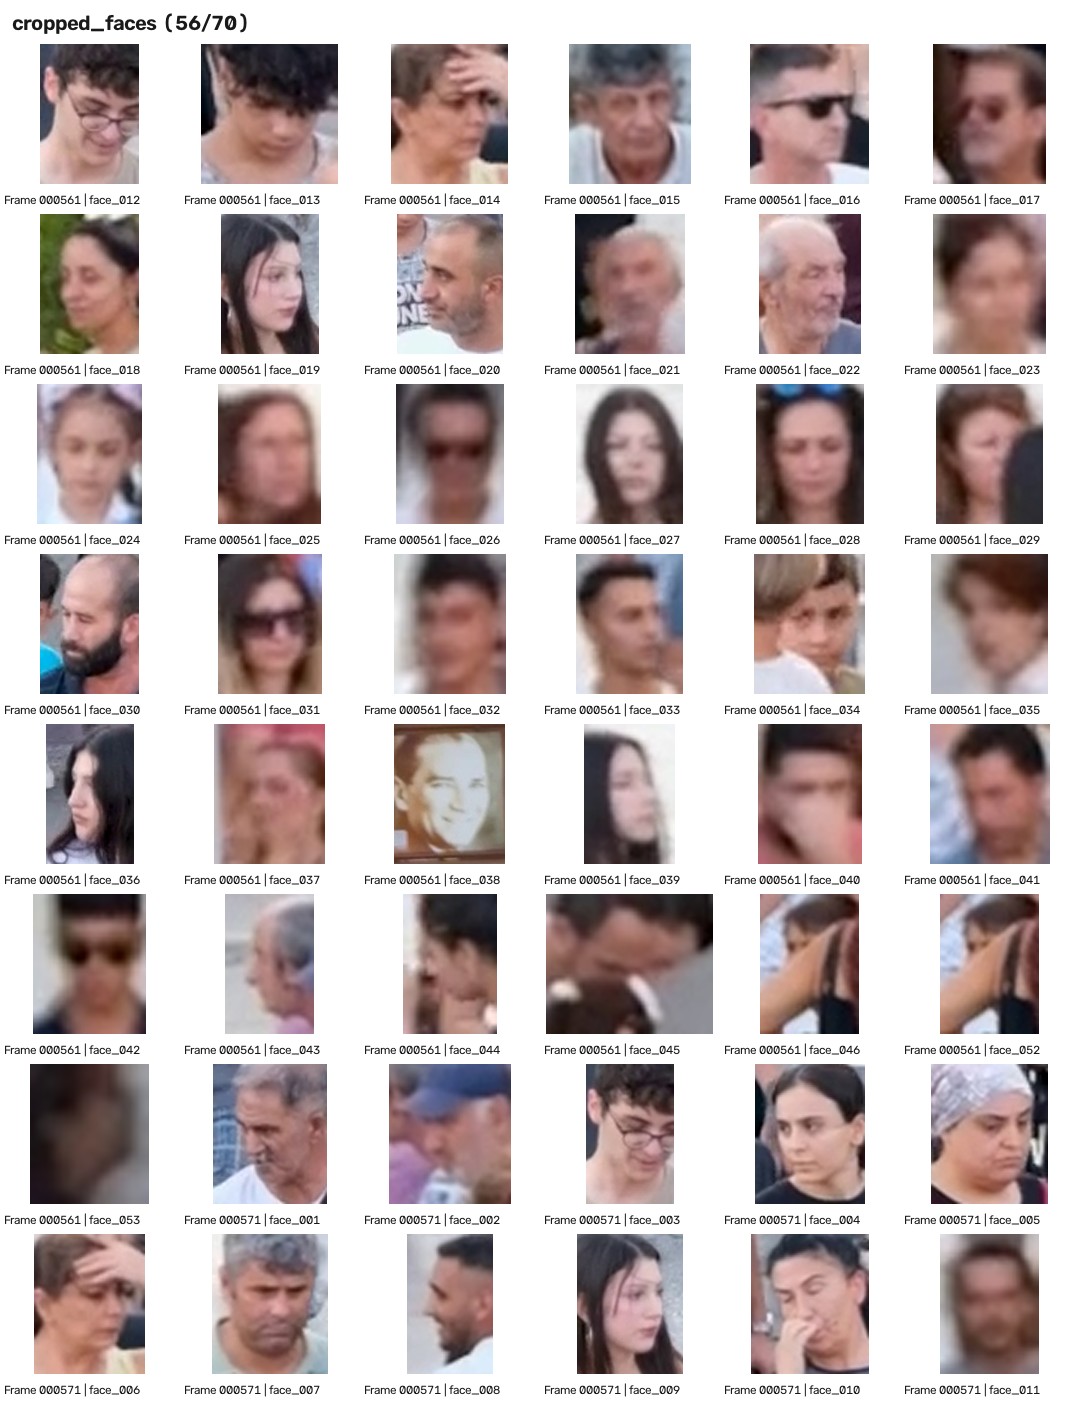 cropped_faces (56/70)
Frame 000561 | face_012 Frame 000561 | face_013 Frame 000561 | face_014 Frame 000561 | face_015 Frame 000561 | face_016 Frame 000561 | face_017
ON
NE
Frame 000561 | face_018 Frame 000561 | face_019 Frame 000561 | face_020 Frame 000561 | face_021 Frame 000561 | face_022 Frame 000561 | face_023
Frame 000561 | face_024 Frame 000561 | face_025 Frame 000561 | face_026 Frame 000561 | face_027 Frame 000561 | face_028 Frame 000561 | face_029
Frame 000561 | face_030 Frame 000561 | face_031 Frame 000561 | face_032 Frame 000561 | face_033 Frame 000561 | face_034 Frame 000561 | face_035
Frame 000561 | face_036 Frame 000561 | face_037 Frame 000561 | face_038 Frame 000561 | face_039 Frame 000561 | face_040 Frame 000561 | face_041
Frame 000561 | face_042 Frame 000561 | face_043 Frame 000561 | face_044 Frame 000561 | face_045 Frame 000561 | face_046 Frame 000561 | face_052
Frame 000561 | face_053 Frame 000571 | face_001 Frame 000571 | face_002 Frame 000571 | face_003 Frame 000571 | face_004 Frame 000571 | face_005
Frame 000571 | face_006 Frame 000571 | face_007 Frame 000571 | face_008 Frame 000571 | face_009 Frame 000571 | face_010 Frame 000571 | face_011